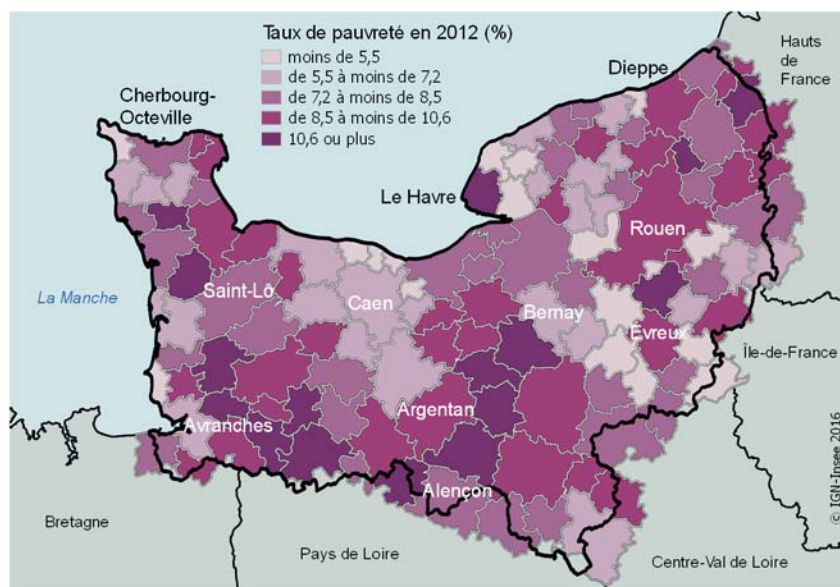 Taux de pauvreté en 2012 (%)
moins de 5,5
de 5,5 à moins de 7,2
de 7,2 à moins de 8,5
de 8,5 à moins de 10,6
10,6 ou plus
Hauts
de
France
Dieppe
Cherbourg-
Octeville
Le Havre
Rouen
La Manche
Saint-Lô
Caen
Bernay
Évreux
Île-de-France
Argentan
Avranches
Alençon
Bretagne
Pays de Loire
Centre-Val de Loire
© IGN-Insee 2016